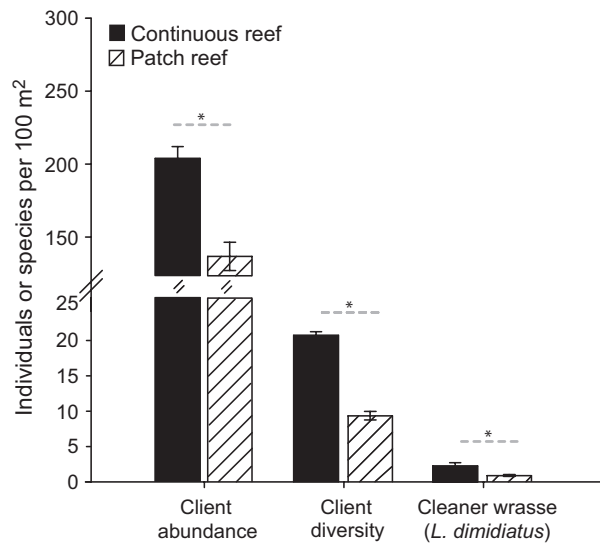 300
250
200
150
25
20
15
10
5
0
Individuals or species per 100 m²
Continuous reef
Patch reef
*
*
*
Client
abundance
Client
diversity
Cleaner wrasse
(L. dimidiatus)